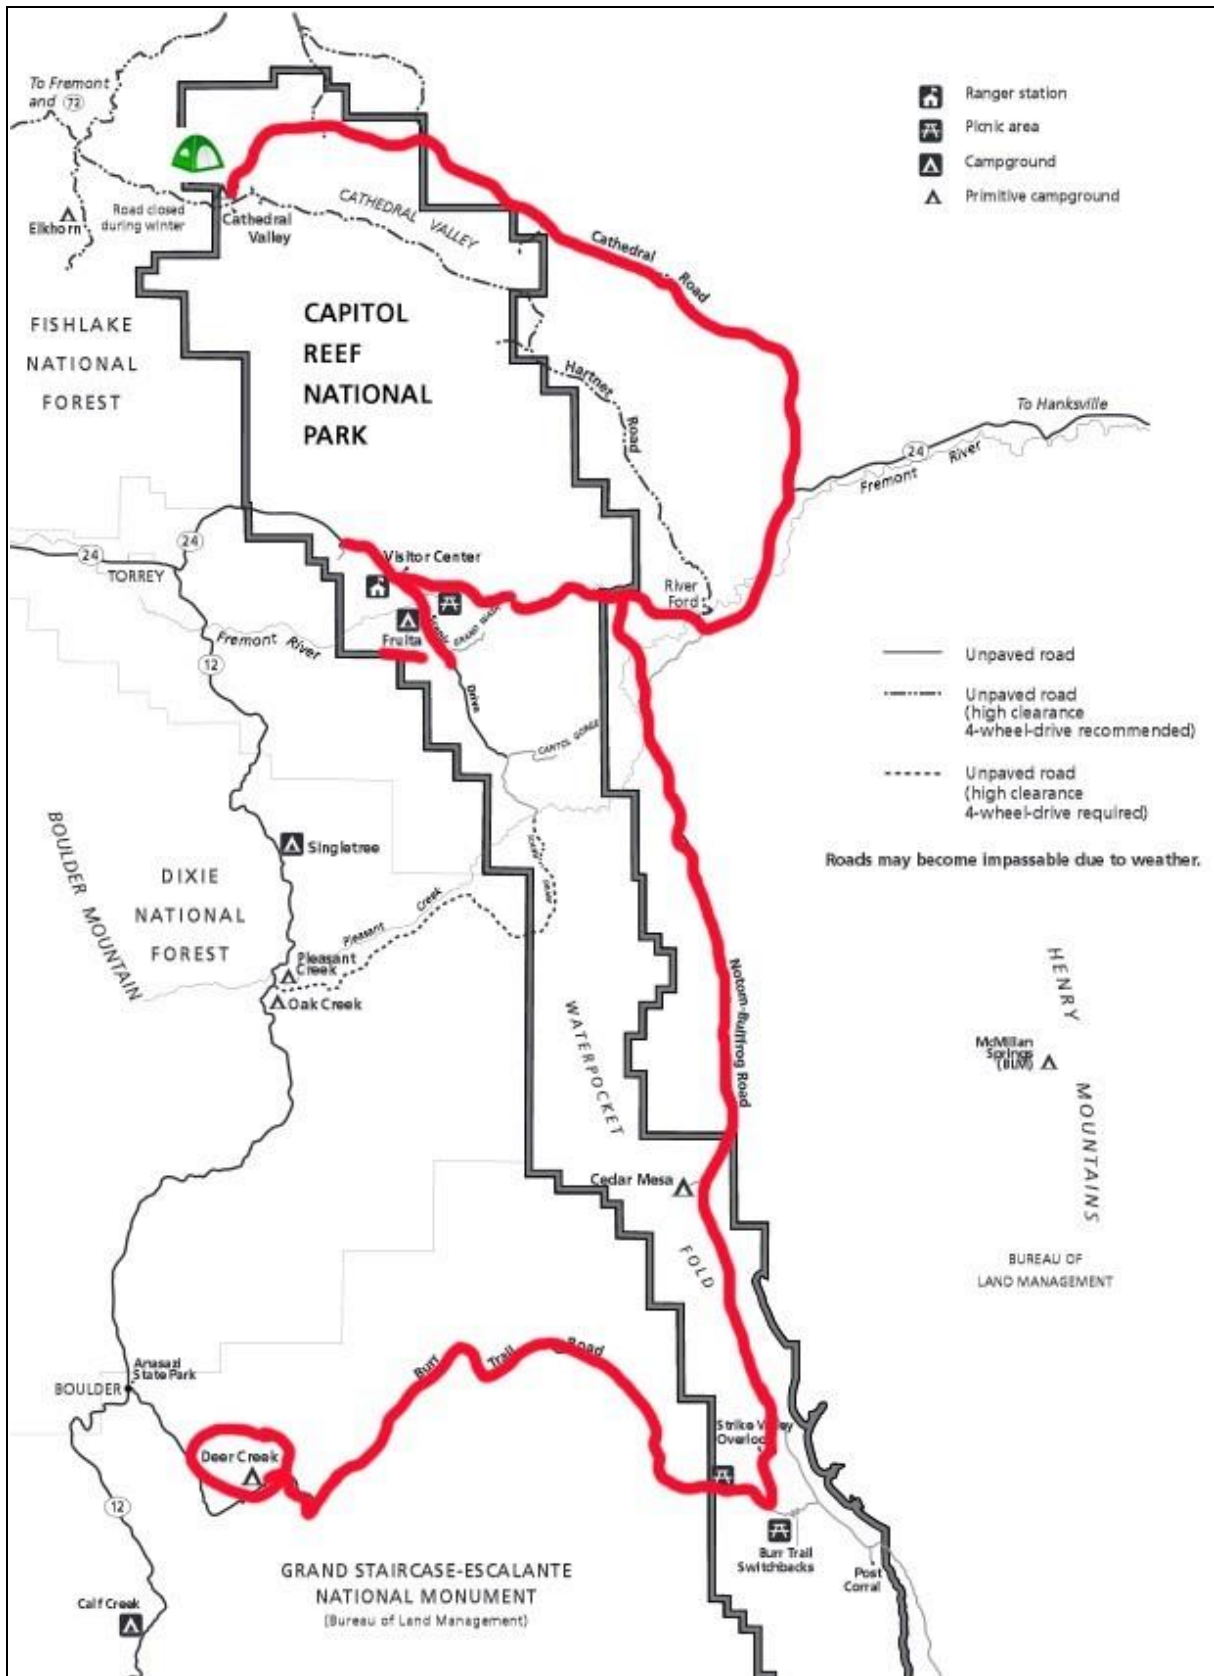 To Fremont
and 72
Ranger station
Picnic area
Campground
Primitive campground
Elkhorn
Road closed
during winter
Cathedral
Valley
CATHEDRAL VALLEY
Cathedral Road
FISHLAKE
NATIONAL
FOREST
CAPITOL
REEF
NATIONAL
PARK
Hartnet Road
To Hanksville
24
Fremont River
24
24
TORREY
Visitor Center
River
Ford
Fruita
Scenic Drive
GRAND WASH
Fremont River
12
CAPITOL GORGE
Unpaved road
Unpaved road
(high clearance
4-wheel-drive recommended)
Unpaved road
(high clearance
4-wheel-drive required)
Roads may become impassable due to weather.
BOULDER MOUNTAIN
Singletree
DIXIE
NATIONAL
FOREST
Pleasant Creek
Pleasant
Creek
Oak Creek
WATERPOCKET
FOLD
Notom-Bullfrog Road
HENRY
MOUNTAINS
McMillan
Springs
(BLM)
Cedar Mesa
BUREAU OF
LAND MANAGEMENT
Anasazi
State Park
BOULDER
Burr Trail Road
Deer Creek
Strike Valley
Overlook
12
Burr Trail
Switchbacks
Post
Corral
GRAND STAIRCASE-ESCALANTE
NATIONAL MONUMENT
(Bureau of Land Management)
Calf Creek